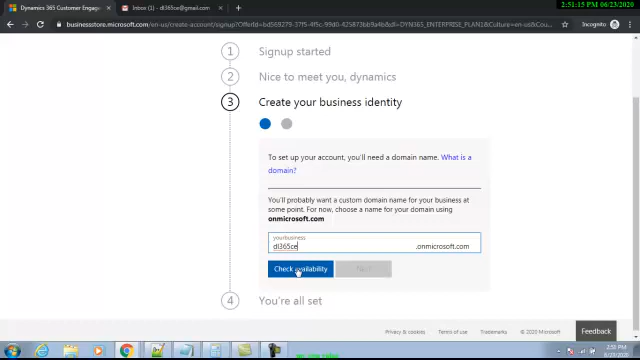 02:51:15 PM 06/23/2020
Dynamics 365 Customer Engag
Inbox (1) - dl365ce@gmail.com
Incognito
1 Signup started
2 Nice to meet you, dynamics
3 Create your business identity
To set up your account, you'll need a domain name. What is a
domain?
You'll probably want a custom domain name for your business at
some point. For now, choose a name for your domain using
onmicrosoft.com
yourbusiness
dl365ce .onmicrosoft.com
Check availability Next
4 You're all set
Privacy & cookies Terms of use Trademarks © 2020 Microsoft Feedback